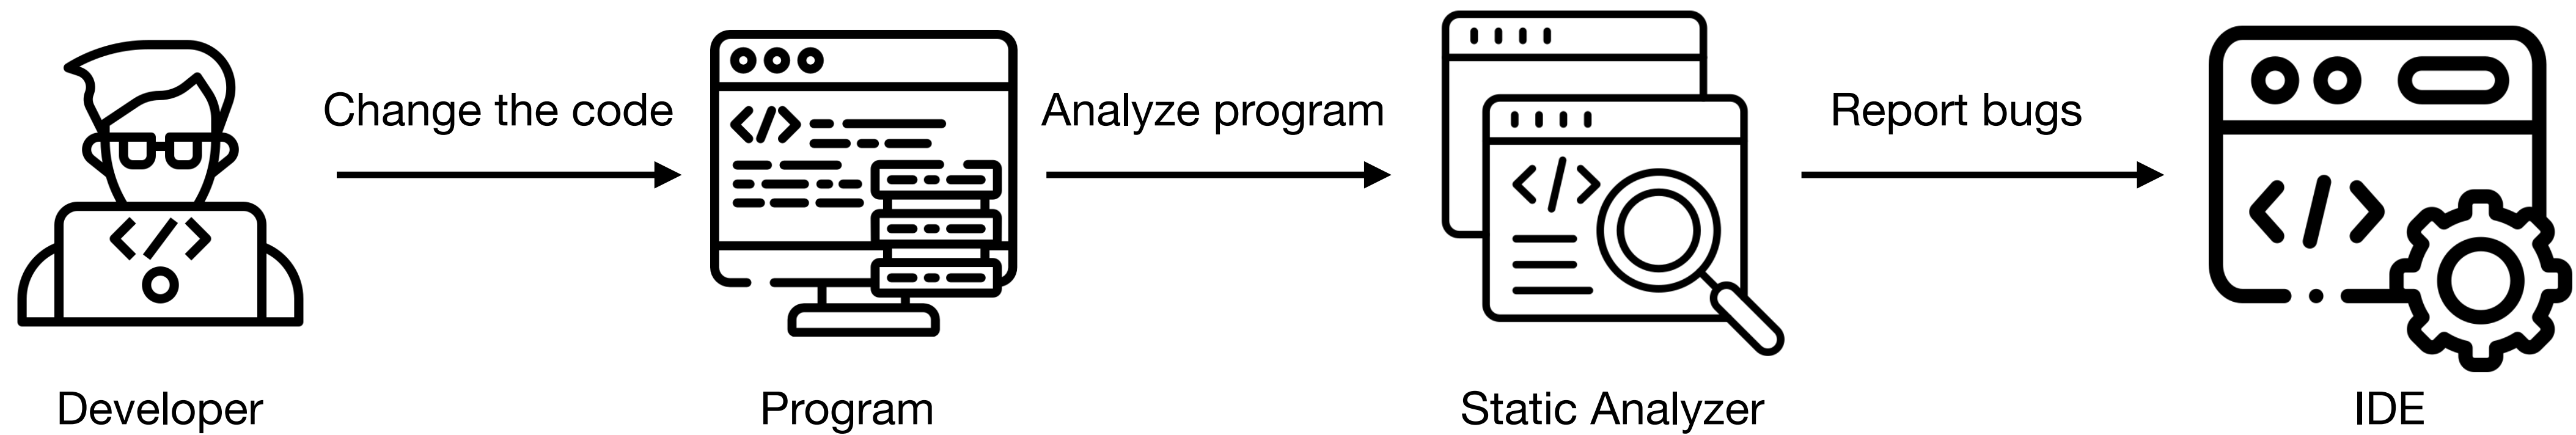 Change the code
Analyze program
Report bugs
Developer
Program
Static Analyzer
IDE